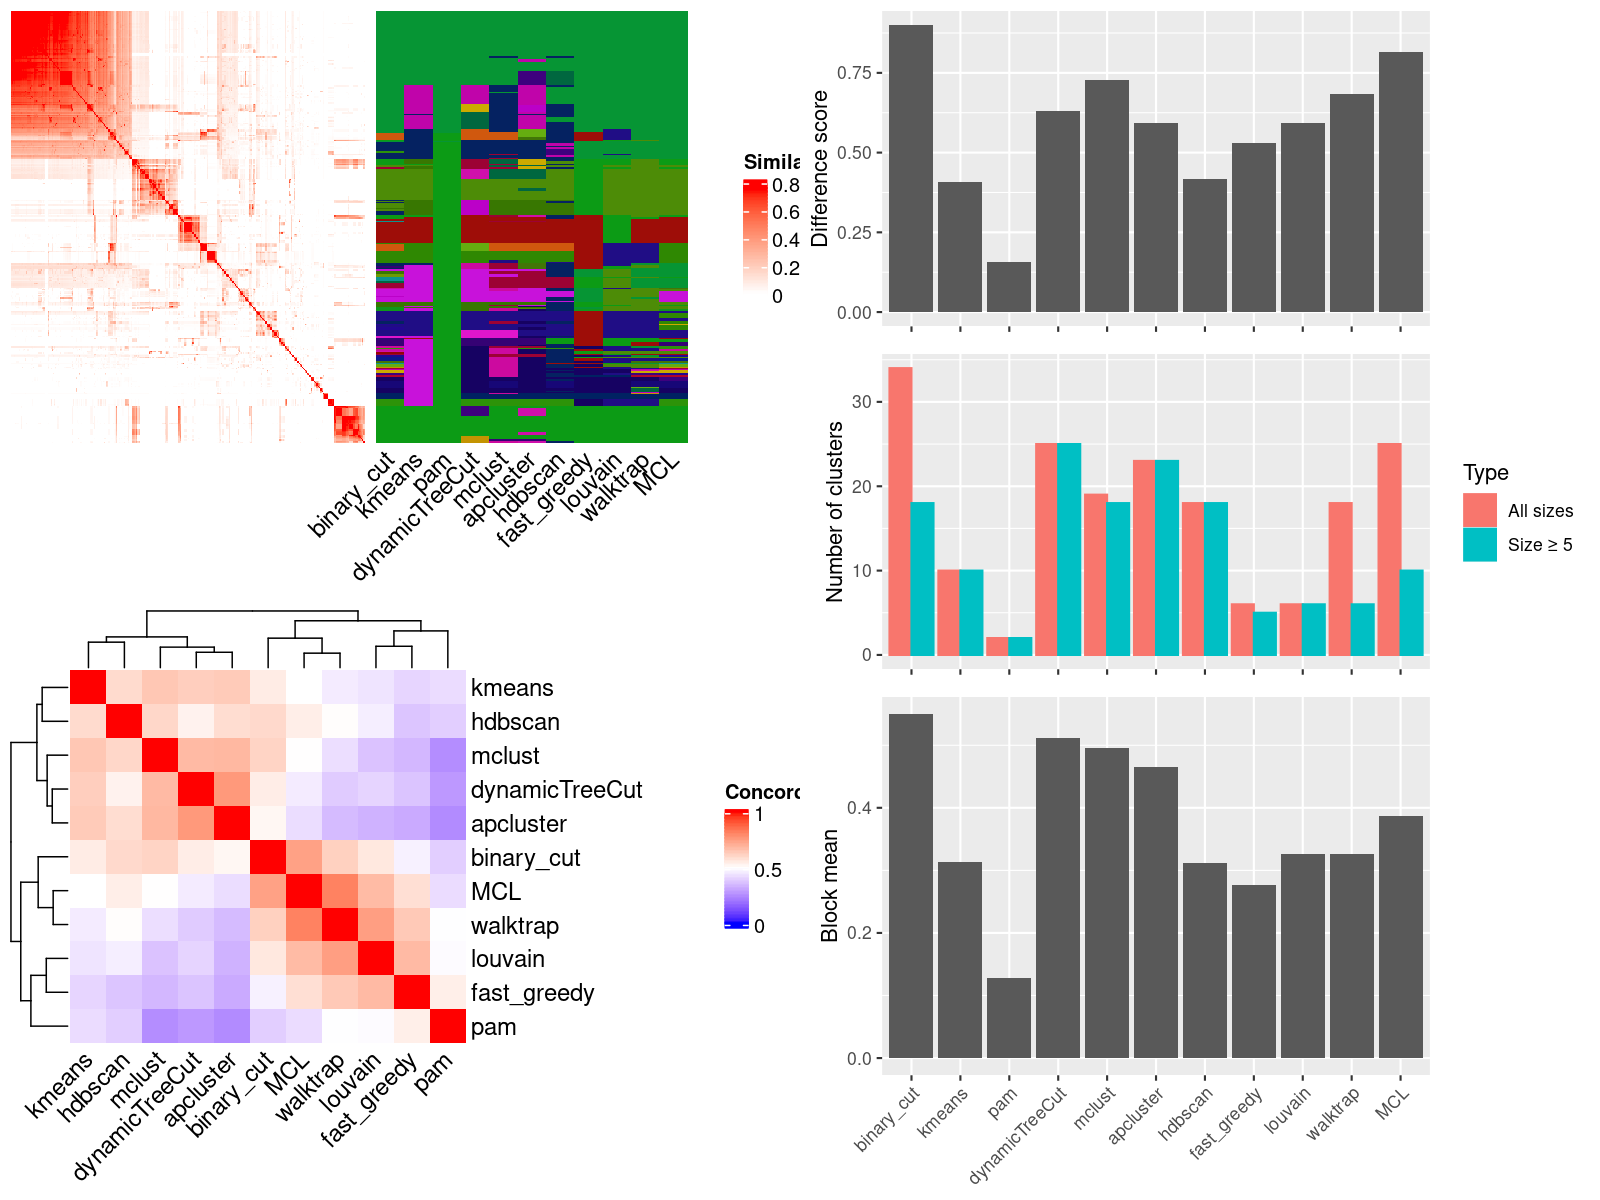 Simila
0.8
0.6
0.4
0.2
0
binary_cut
kmeans
pam
dynamicTreeCut
mclust
apcluster
hdbscan
fast_greedy
louvain
walktrap
MCL
kmeans
hdbscan
mclust
dynamicTreeCut
apcluster
binary_cut
MCL
walktrap
louvain
fast_greedy
pam
kmeans
hdbscan
mclust
dynamicTreeCut
apcluster
binary_cut
MCL
walktrap
louvain
fast_greedy
pam
Concord
1
0.5
0
Difference score
0.75
0.50
0.25
0.00
Number of clusters
30
20
10
0
Type
All sizes
Size ≥ 5
Block mean
0.4
0.2
0.0
binary_cut
kmeans
pam
dynamicTreeCut
mclust
apcluster
hdbscan
fast_greedy
louvain
walktrap
MCL